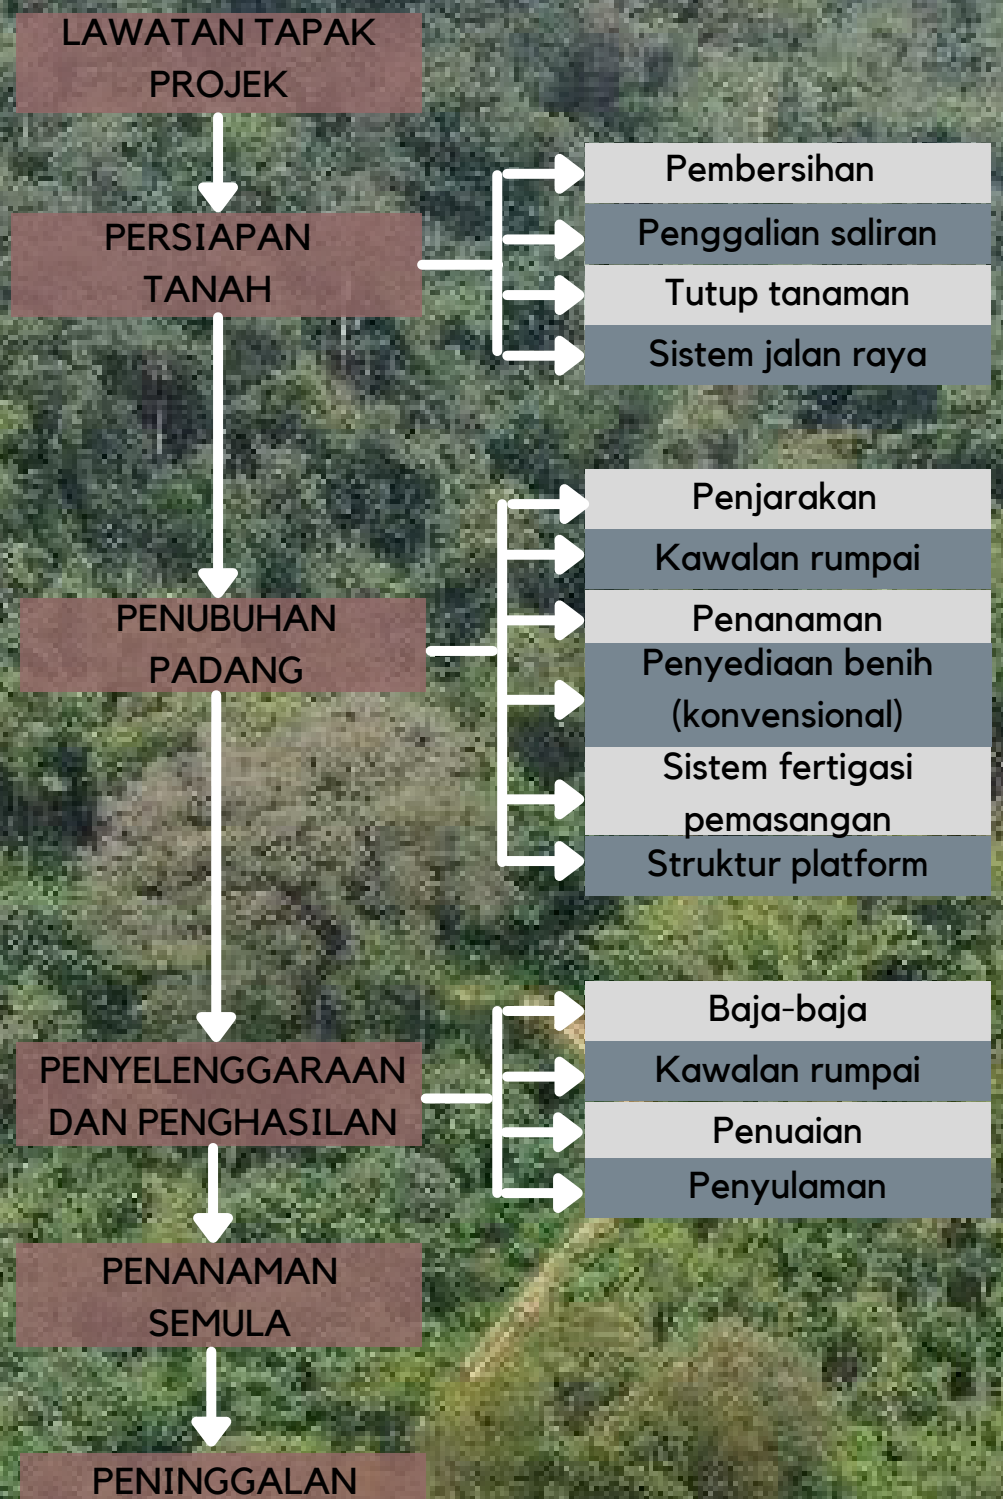 LAWATAN TAPAK
PROJEK
PERSIAPAN
TANAH
Pembersihan
Penggalian saliran
Tutup tanaman
Sistem jalan raya
PENUBUHAN
PADANG
Penjarakan
Kawalan rumpai
Penanaman
Penyediaan benih
(konvensional)
Sistem fertigasi
pemasangan
Struktur platform
PENYELENGGARAAN
DAN PENGHASILAN
Baja-baja
Kawalan rumpai
Penuaian
Penyulaman
PENANAMAN
SEMULA
PENINGGALAN